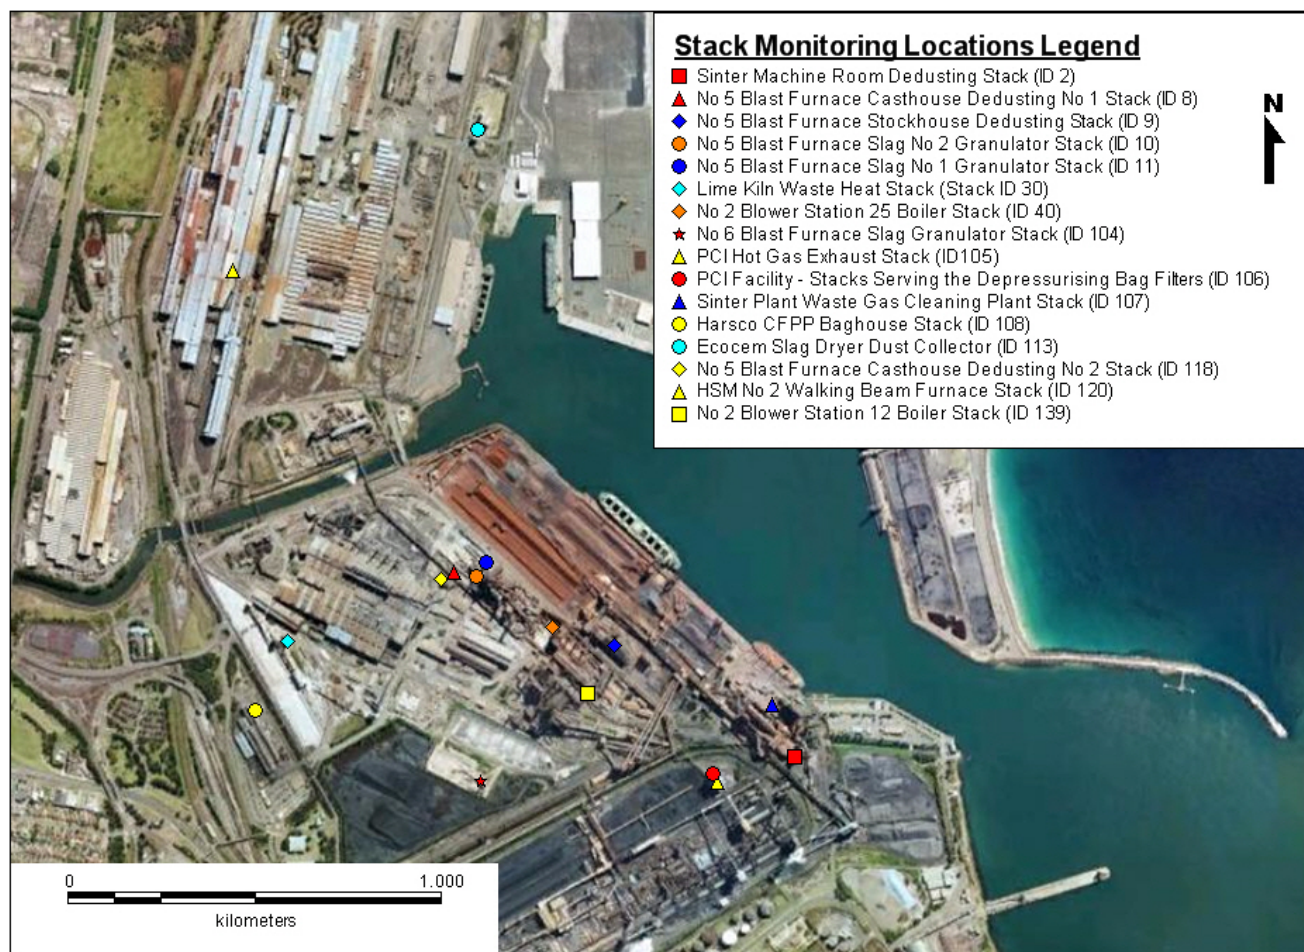 Stack Monitoring Locations Legend
Sinter Machine Room Dedusting Stack (ID 2)
No 5 Blast Furnace Casthouse Dedusting No 1 Stack (ID 8)
No 5 Blast Furnace Stockhouse Dedusting Stack (ID 9)
No 5 Blast Furnace Slag No 2 Granulator Stack (ID 10)
No 5 Blast Furnace Slag No 1 Granulator Stack (ID 11)
Lime Kiln Waste Heat Stack (Stack ID 30)
No 2 Blower Station 25 Boiler Stack (ID 40)
No 6 Blast Furnace Slag Granulator Stack (ID 104)
PCI Hot Gas Exhaust Stack (ID105)
PCI Facility - Stacks Serving the Depressurising Bag Filters (ID 106)
Sinter Plant Waste Gas Cleaning Plant Stack (ID 107)
Harsco CFPP Baghouse Stack (ID 108)
Ecocem Slag Dryer Dust Collector (ID 113)
No 5 Blast Furnace Casthouse Dedusting No 2 Stack (ID 118)
HSM No 2 Walking Beam Furnace Stack (ID 120)
No 2 Blower Station 12 Boiler Stack (ID 139)
N
0 1.000
kilometers